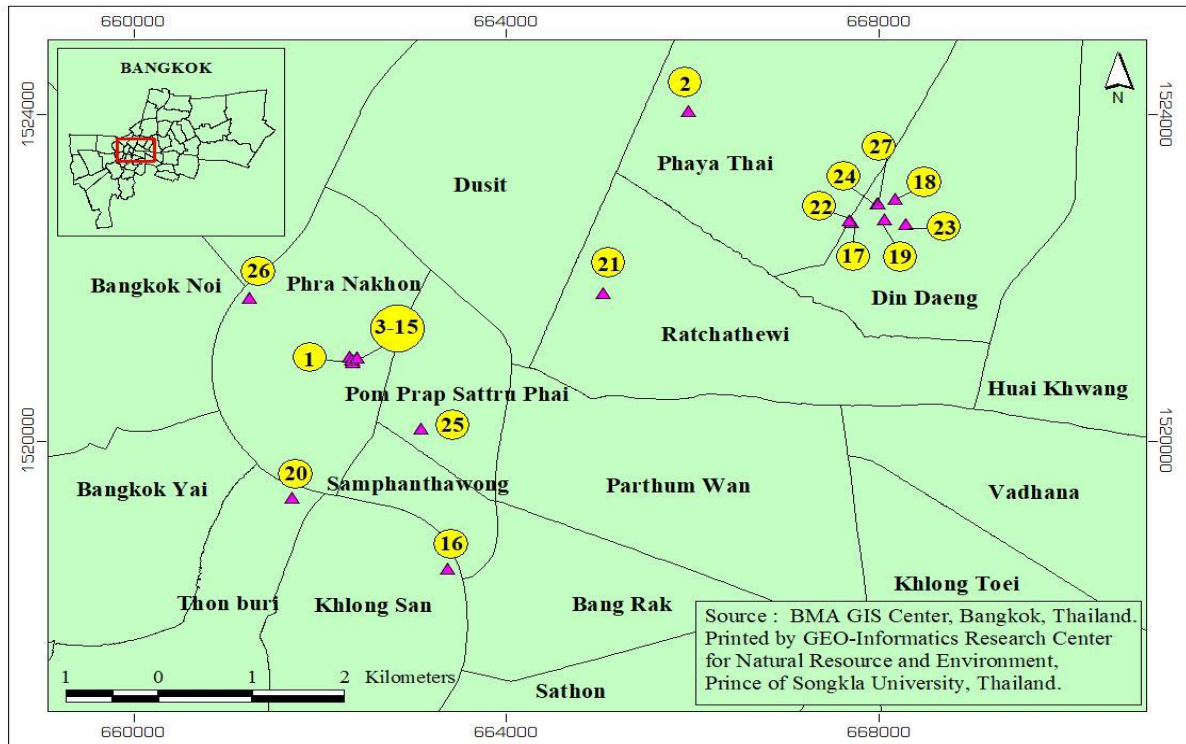 660000
664000
668000
BANGKOK
N
1524000
1524000
2
27
Phaya Thai
24
18
Dusit
22
23
17
19
21
26
Bangkok Noi
Phra Nakhon
Din Daeng
3-15
Ratchathewi
1
Pom Prap Sattru Phai
Huai Khwang
25
1520000
1520000
20
Samphanthawong
Parthum Wan
Bangkok Yai
Vadhana
16
Khlong Toei
Thon buri
Khlong San
Bang Rak
Source : BMA GIS Center, Bangkok, Thailand.
Printed by GEO-Informatics Research Center
for Natural Resource and Environment,
Prince of Songkla University, Thailand.
1 0 1 2 Kilometers
Sathon
660000
664000
668000